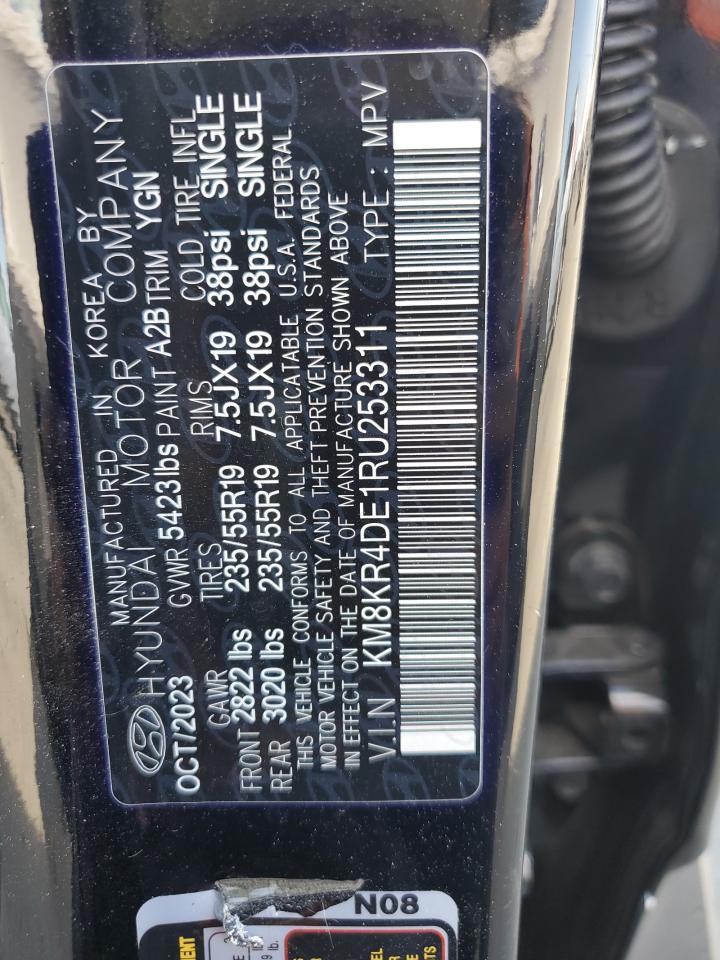 MANUFACTURED IN KOREA BY
HYUNDAI MOTOR COMPANY
OCT/2023 GVWR 5423lbs PAINT A2B TRIM YGN
GAWR TIRES RIMS COLD TIRE INFL
FRONT 2822 lbs 235/55R19 7.5JX19 38psi SINGLE
REAR 3020 lbs 235/55R19 7.5JX19 38psi SINGLE
THIS VEHICLE CONFORMS TO ALL APPLICATABLE U.S.A. FEDERAL
MOTOR VEHICLE SAFETY AND THEFT PREVENTION STANDARDS
IN EFFECT ON THE DATE OF MANUFACTURE SHOWN ABOVE
V.I.N KM8KR4DE1RU253311 TYPE : MPV
N08